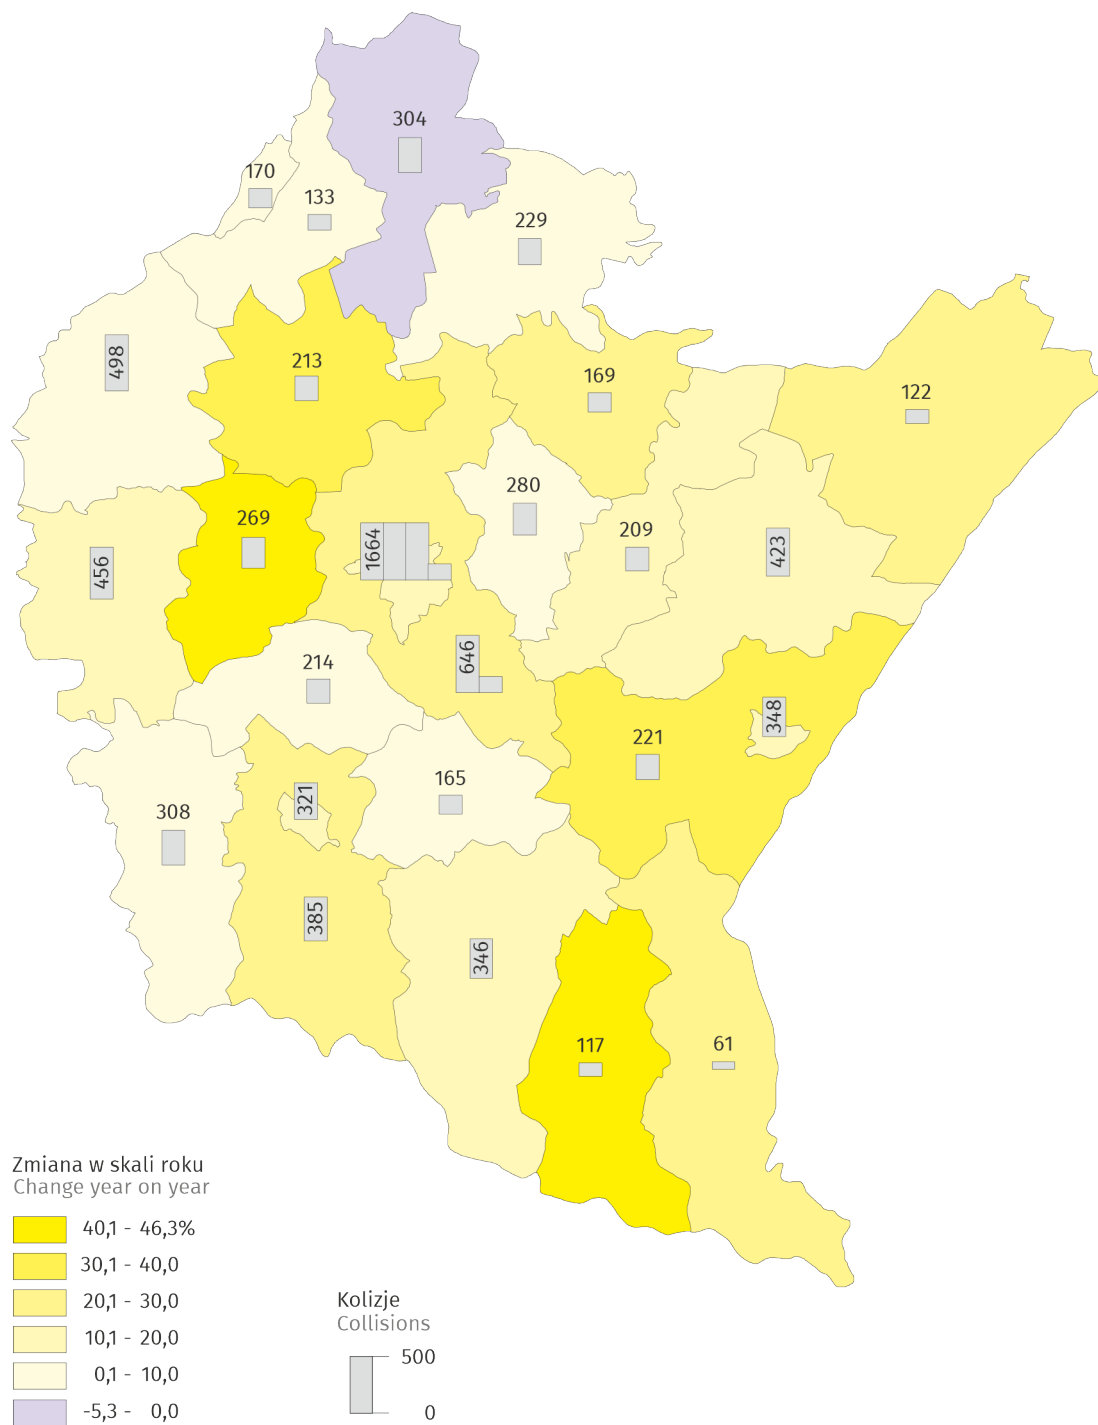 304
170
133
229
498
213
169
122
269
280
209
423
456
1664
646
214
348
221
165
321
308
385
346
117
61
Zmiana w skali roku
Change year on year
40,1 - 46,3%
30,1 - 40,0
20,1 - 30,0
10,1 - 20,0
0,1 - 10,0
-5,3 - 0,0
Kolizje
Collisions
500
0